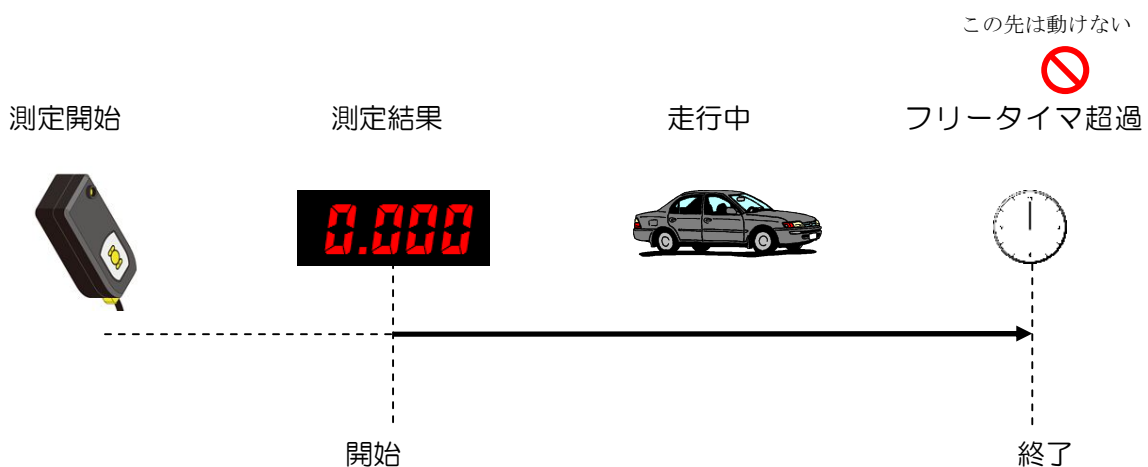 この先は動けない
測定開始
測定結果
走行中
フリータイマ超過
0.000
開始
終了